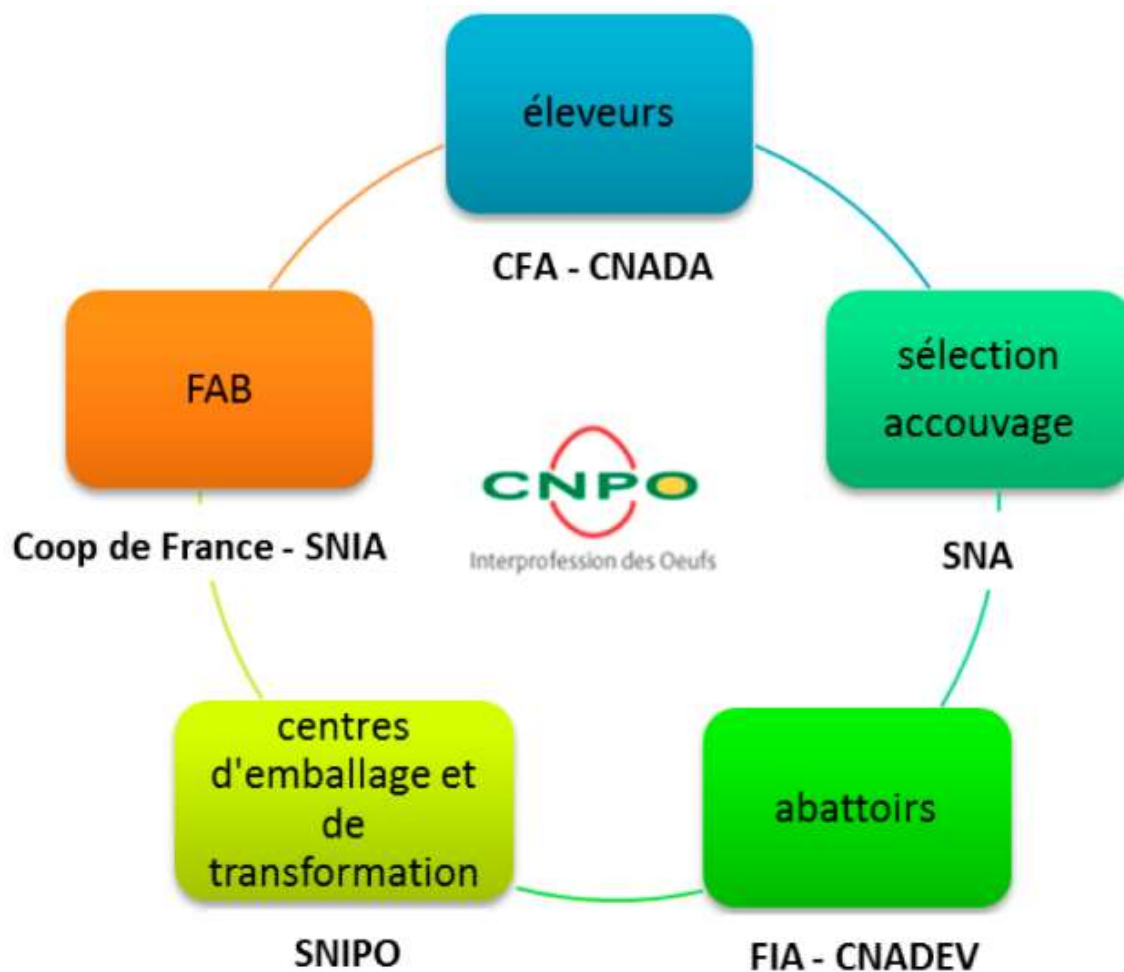 éleveurs
CFA - CNADA
sélection
accouvage
SNA
abattoirs
FIA - CNADEV
centres
d'emballage et
de
transformation
SNIPO
FAB
Coop de France - SNIA
CNPO
Interprofession des Oeufs